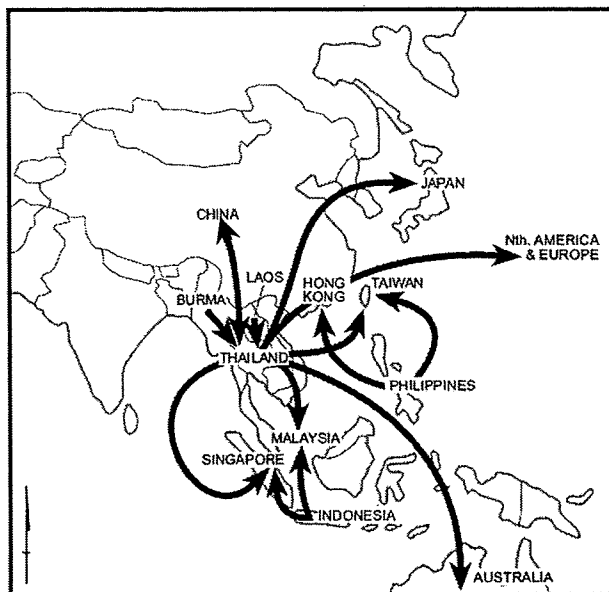 JAPAN
CHINA
Nth. AMERICA
& EUROPE
LAOS
HONG
KONG
TAIWAN
BURMA
THAILAND
PHILIPPINES
MALAYSIA
SINGAPORE
INDONESIA
AUSTRALIA